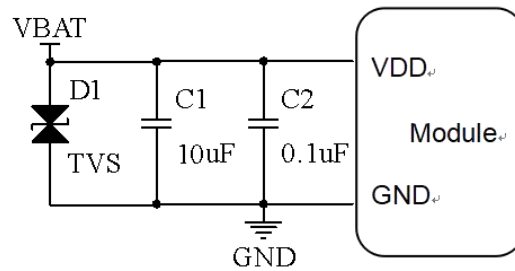 VBAT
D1
TVS
C1
10uF
C2
0.1uF
GND
VDD
Module
GND